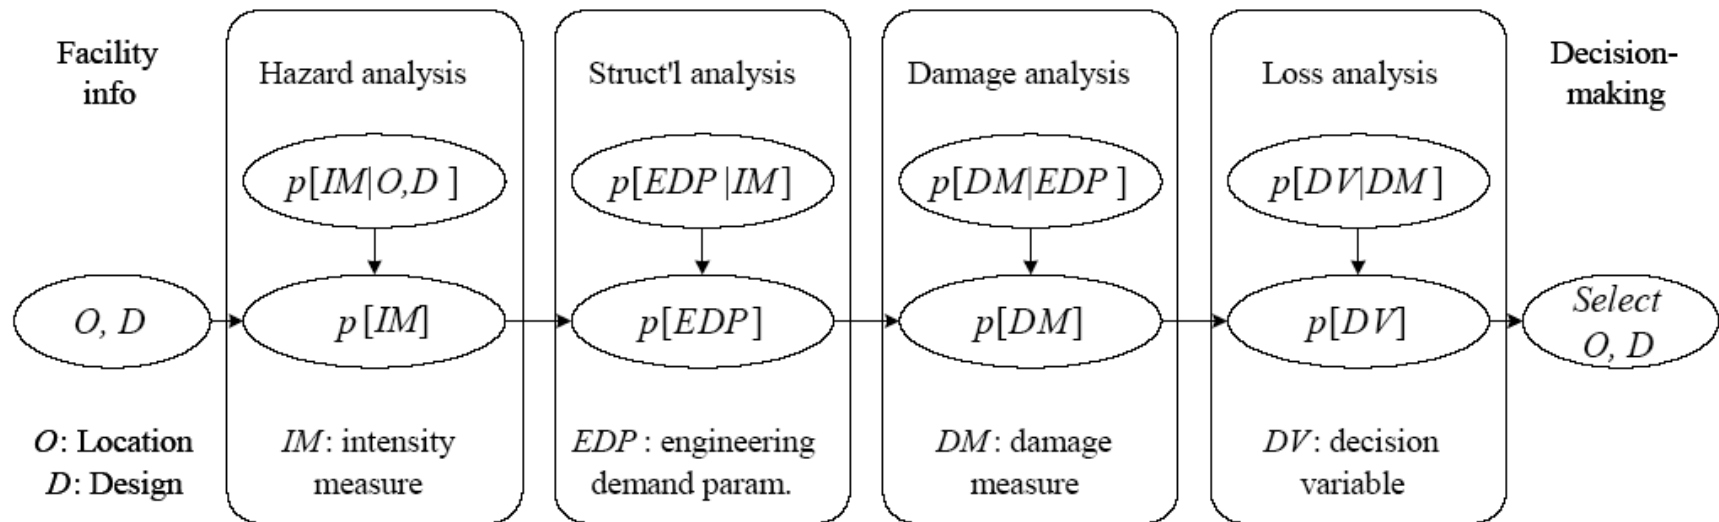 Facility
info
Hazard analysis
Struct'l analysis
Damage analysis
Loss analysis
Decision-
making
p[IM|O,D ]
p[EDP |IM]
p[DM|EDP ]
p[DV|DM ]
O, D
p[IM]
p[EDP]
p[DM]
p[DV]
Select
O, D
O: Location
D: Design
IM: intensity
measure
EDP : engineering
demand param.
DM : damage
measure
DV : decision
variable